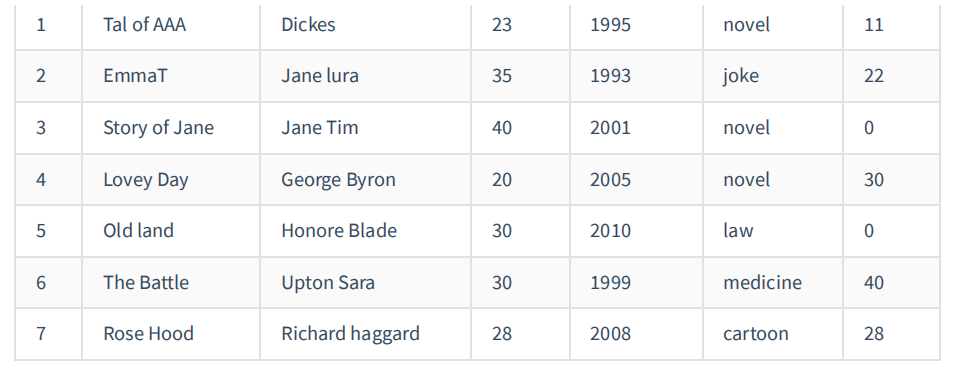 1 Tal of AAA Dickes 23 1995 novel 11
2 EmmaT Jane lura 35 1993 joke 22
3 Story of Jane Jane Tim 40 2001 novel 0
4 Lovey Day George Byron 20 2005 novel 30
5 Old land Honore Blade 30 2010 law 0
6 The Battle Upton Sara 30 1999 medicine 40
7 Rose Hood Richard haggard 28 2008 cartoon 28